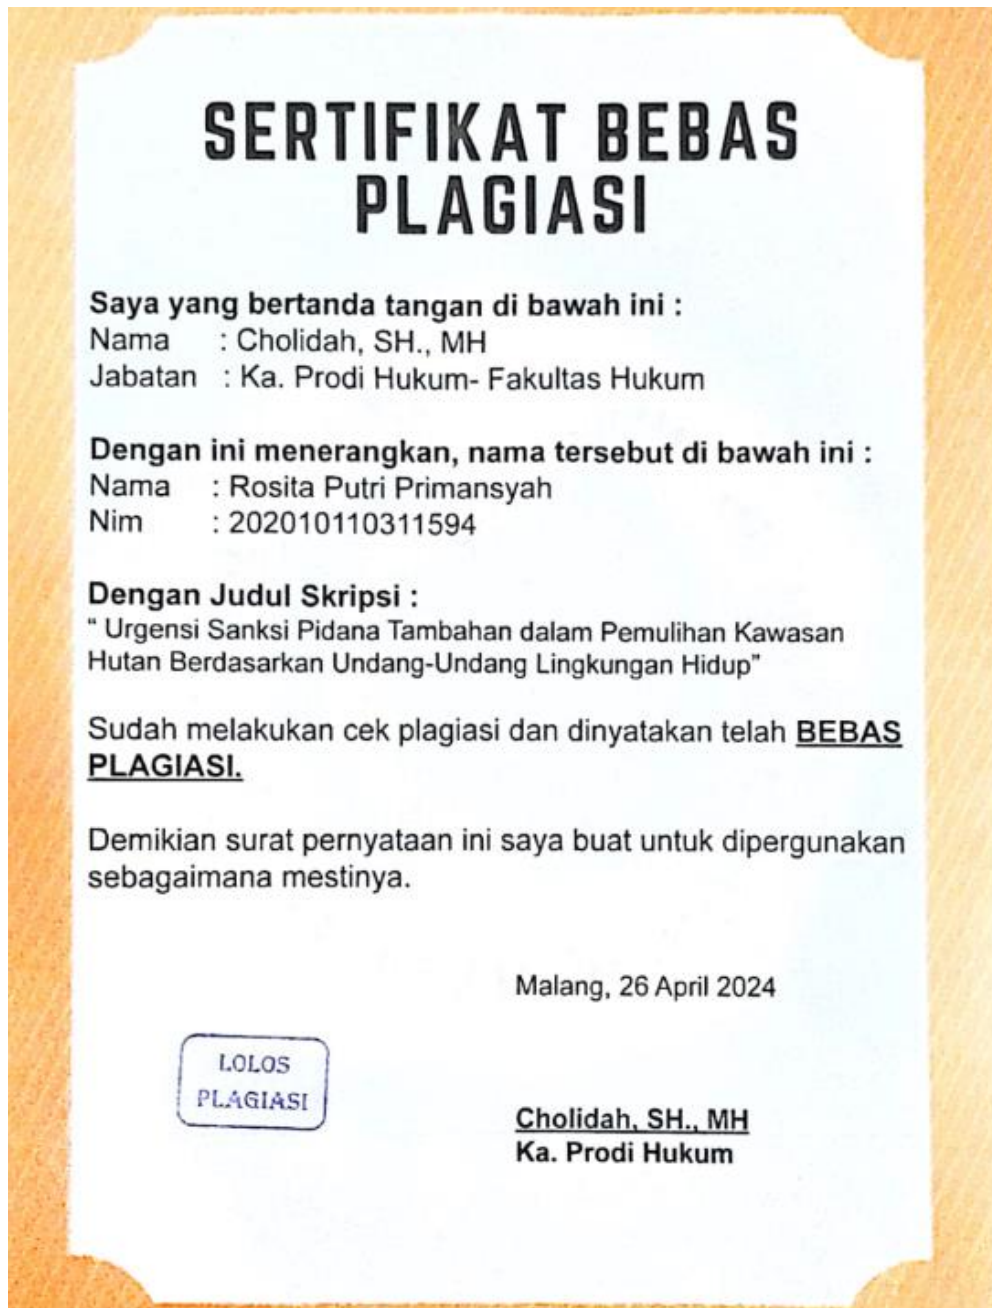 SERTIFIKAT BEBAS
PLAGIASI
Saya yang bertanda tangan di bawah ini :
Nama : Cholidah, SH., MH
Jabatan : Ka. Prodi Hukum- Fakultas Hukum
Dengan ini menerangkan, nama tersebut di bawah ini :
Nama : Rosita Putri Primansyah
Nim : 202010110311594
Dengan Judul Skripsi :
“ Urgensi Sanksi Pidana Tambahan dalam Pemulihan Kawasan
Hutan Berdasarkan Undang-Undang Lingkungan Hidup”
Sudah melakukan cek plagiasi dan dinyatakan telah BEBAS
PLAGIASI.
Demikian surat pernyataan ini saya buat untuk dipergunakan
sebagaimana mestinya.
Malang, 26 April 2024
LOLOS
PLAGIASI
Cholidah, SH., MH
Ka. Prodi Hukum